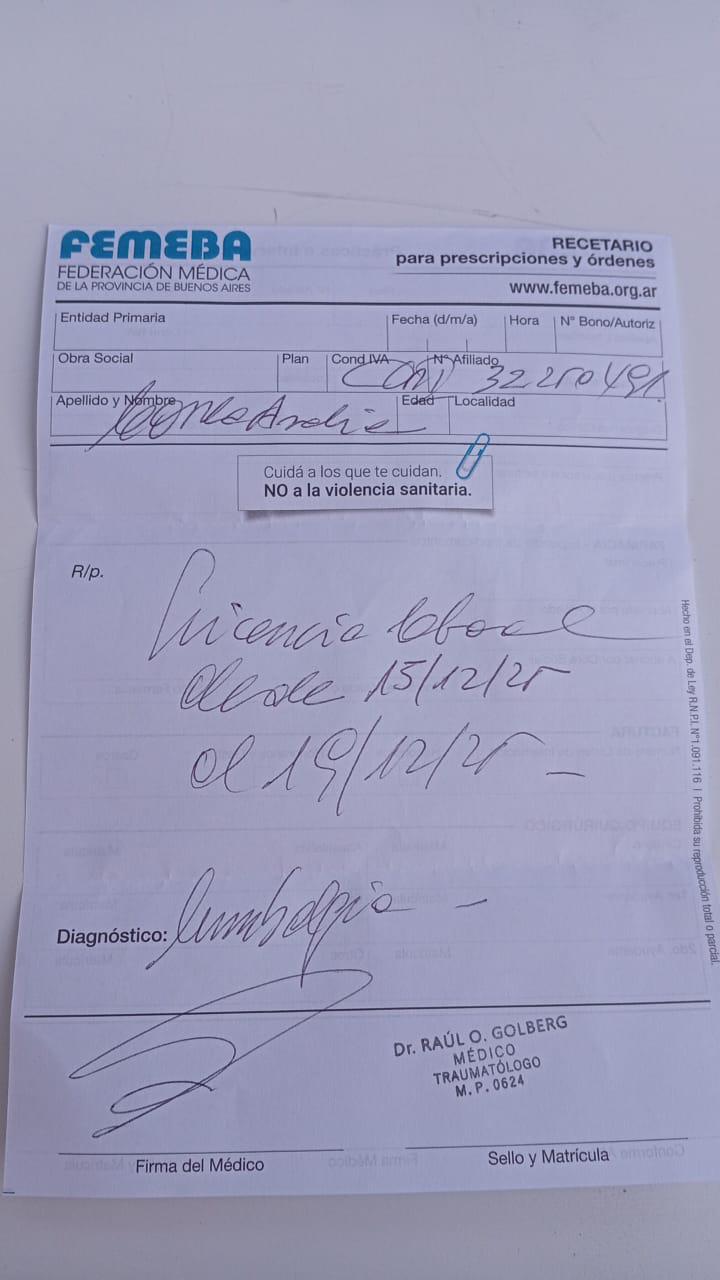 FEMEBA
FEDERACIÓN MÉDICA
DE LA PROVINCIA DE BUENOS AIRES
RECETARIO
para prescripciones y órdenes
www.femeba.org.ar
Entidad Primaria
Fecha (d/m/a)
Hora
N° Bono/Autoriz
Obra Social
Plan
Cond IVA
N° Afiliado
32250491
Apellido y Nombre
Edad
Localidad
Cuidá a los que te cuidan.
NO a la violencia sanitaria.
R/p.
Licencia laboral
desde 15/12/25
al 19/12/25 -
Diagnóstico: lumbalgia -
Dr. RAÚL O. GOLBERG
MÉDICO
TRAUMATÓLOGO
M. P. 0624
Firma del Médico
Sello y Matrícula
Hecho en el Dep. de Ley R.N.P.I. N°1.091.116 | Prohibida su reproducción total o parcial.